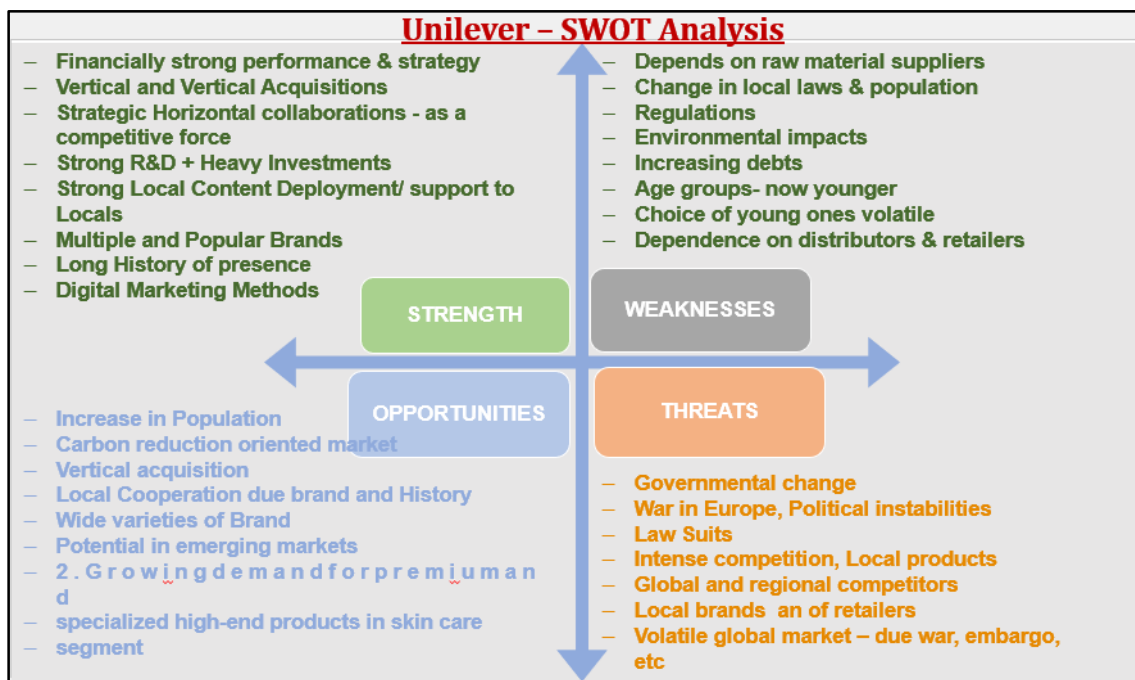 Unilever – SWOT Analysis
– Financially strong performance & strategy
– Vertical and Vertical Acquisitions
– Strategic Horizontal collaborations - as a
competitive force
– Strong R&D + Heavy Investments
– Strong Local Content Deployment/ support to
Locals
– Multiple and Popular Brands
– Long History of presence
– Digital Marketing Methods
– Depends on raw material suppliers
– Change in local laws & population
– Regulations
– Environmental impacts
– Increasing debts
– Age groups- now younger
– Choice of young ones volatile
– Dependence on distributors & retailers
STRENGTH
WEAKNESSES
OPPORTUNITIES
THREATS
– Increase in Population
– Carbon reduction oriented market
– Vertical acquisition
– Local Cooperation due brand and History
– Wide varieties of Brand
– Potential in emerging markets
– 2 . G r o w i n g d e m a n d f o r p r e m i u m a n
d
– specialized high-end products in skin care
– segment
– Governmental change
– War in Europe, Political instabilities
– Law Suits
– Intense competition, Local products
– Global and regional competitors
– Local brands an of retailers
– Volatile global market – due war, embargo,
etc